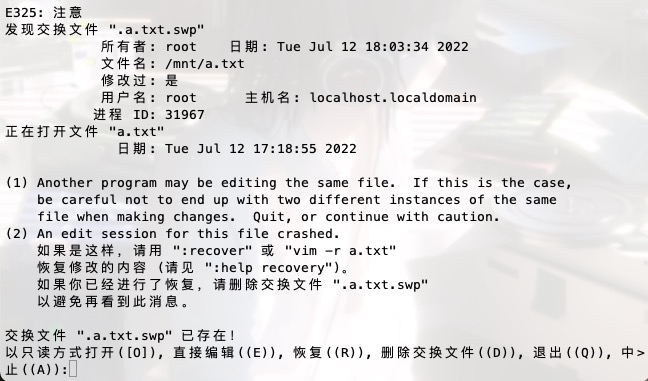 E325: 注意
发现交换文件 ".a.txt.swp"
所有者: root    日期: Tue Jul 12 18:03:34 2022
文件名: /mnt/a.txt
修改过: 是
用户名: root      主机名: localhost.localdomain
进程 ID: 31967
正在打开文件 "a.txt"
日期: Tue Jul 12 17:18:55 2022
(1) Another program may be editing the same file.  If this is the case,
be careful not to end up with two different instances of the same
file when making changes.  Quit, or continue with caution.
(2) An edit session for this file crashed.
如果是这样，请用 ":recover" 或 "vim -r a.txt"
恢复修改的内容 (请见 ":help recovery")。
如果你已经进行了恢复，请删除交换文件 ".a.txt.swp"
以避免再看到此消息。
交换文件 ".a.txt.swp" 已存在！
以只读方式打开([O]), 直接编辑((E)), 恢复((R)), 删除交换文件((D)), 退出((Q)), 中>
止((A)):